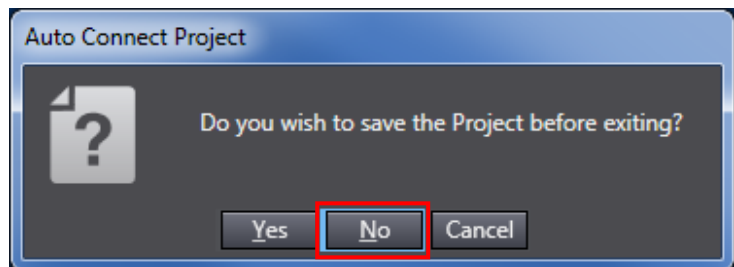 Auto Connect Project
?
Do you wish to save the Project before exiting?
Yes No Cancel